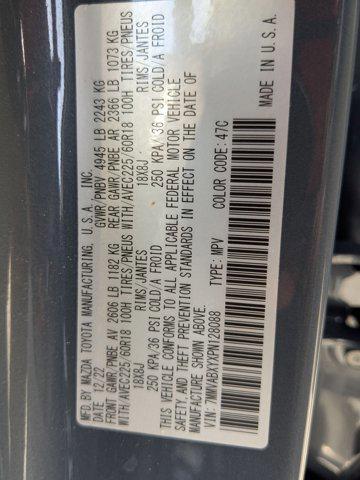 MFD.BY MAZDA TOYOTA MANUFACTURING, U.S.A. INC.
DATE 12/22 GVWR/PNBV 4945 LB 2243 KG
FRONT GAWR/PNBE AV 2606 LB 1182 KG REAR GAWR/PNBE AR 2366 LB 1073 KG
WITH/AVEC225/60R18 100H TIRES/PNEUS WITH/AVEC225/60R18 100H TIRES/PNEUS
18X8J RIMS/JANTES 18X8J RIMS/JANTES
250 KPA/36 PSI COLD/A FROID 250 KPA/36 PSI COLD/A FROID
THIS VEHICLE CONFORMS TO ALL APPLICABLE FEDERAL MOTOR VEHICLE
SAFETY, AND THEFT PREVENTION STANDARDS IN EFFECT ON THE DATE OF
MANUFACTURE SHOWN ABOVE.
VIN: 7MMVABXYXPN128088 TYPE: MPV COLOR CODE: 47C
MADE IN U.S.A.